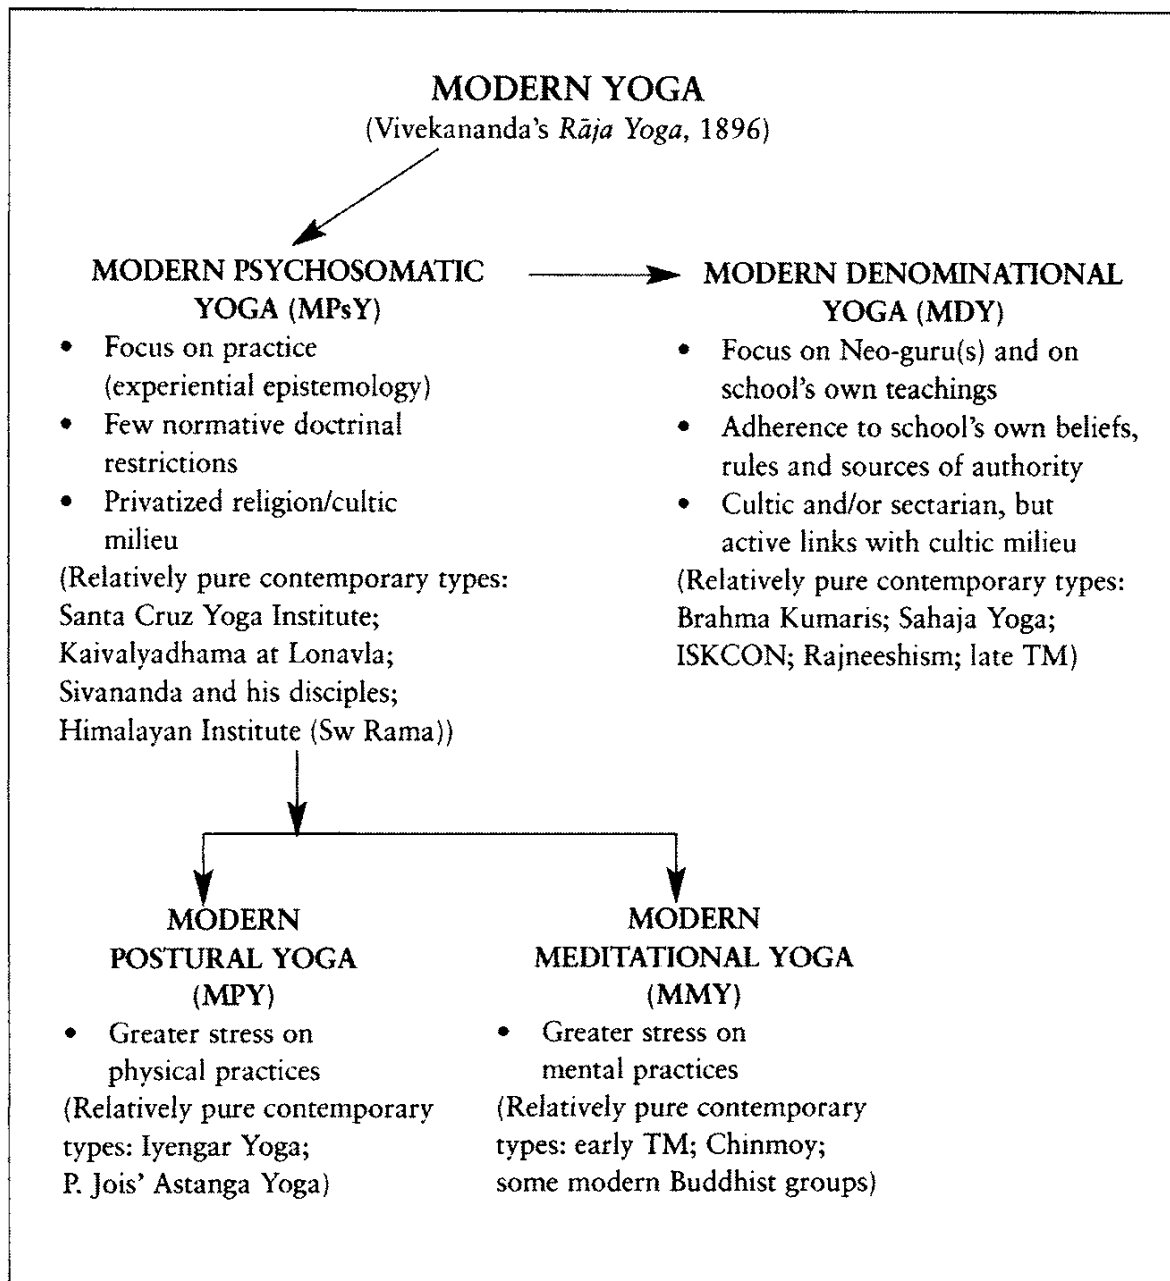 MODERN YOGA
(Vivekananda's Rāja Yoga, 1896)
MODERN PSYCHOSOMATIC
YOGA (MPsY)
• Focus on practice
(experiential epistemology)
• Few normative doctrinal
restrictions
• Privatized religion/cultic
milieu
(Relatively pure contemporary types:
Santa Cruz Yoga Institute;
Kaivalyadhama at Lonavla;
Sivananda and his disciples;
Himalayan Institute (Sw Rama))
MODERN DENOMINATIONAL
YOGA (MDY)
• Focus on Neo-guru(s) and on
school's own teachings
• Adherence to school's own beliefs,
rules and sources of authority
• Cultic and/or sectarian, but
active links with cultic milieu
(Relatively pure contemporary types:
Brahma Kumaris; Sahaja Yoga;
ISKCON; Rajneeshism; late TM)
MODERN
POSTURAL YOGA
(MPY)
• Greater stress on
physical practices
(Relatively pure contemporary
types: Iyengar Yoga;
P. Jois' Astanga Yoga)
MODERN
MEDITATIONAL YOGA
(MMY)
• Greater stress on
mental practices
(Relatively pure contemporary
types: early TM; Chinmoy;
some modern Buddhist groups)